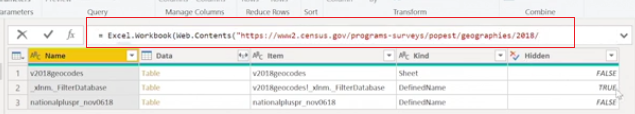 Parameters
Query
Manage Columns
Reduce Rows
Sort
Transform
Combine
= Excel.Workbook(Web.Contents("https://www2.census.gov/programs-surveys/popest/geographies/2018/
Name Data Item Kind Hidden
1 v2018geocodes Table v2018geocodes Sheet FALSE
2 _xlnm._FilterDatabase Table v2018geocodes!_xlnm._FilterDatabase DefinedName TRUE
3 nationalpluspr_nov0618 Table nationalpluspr_nov0618 DefinedName FALSE